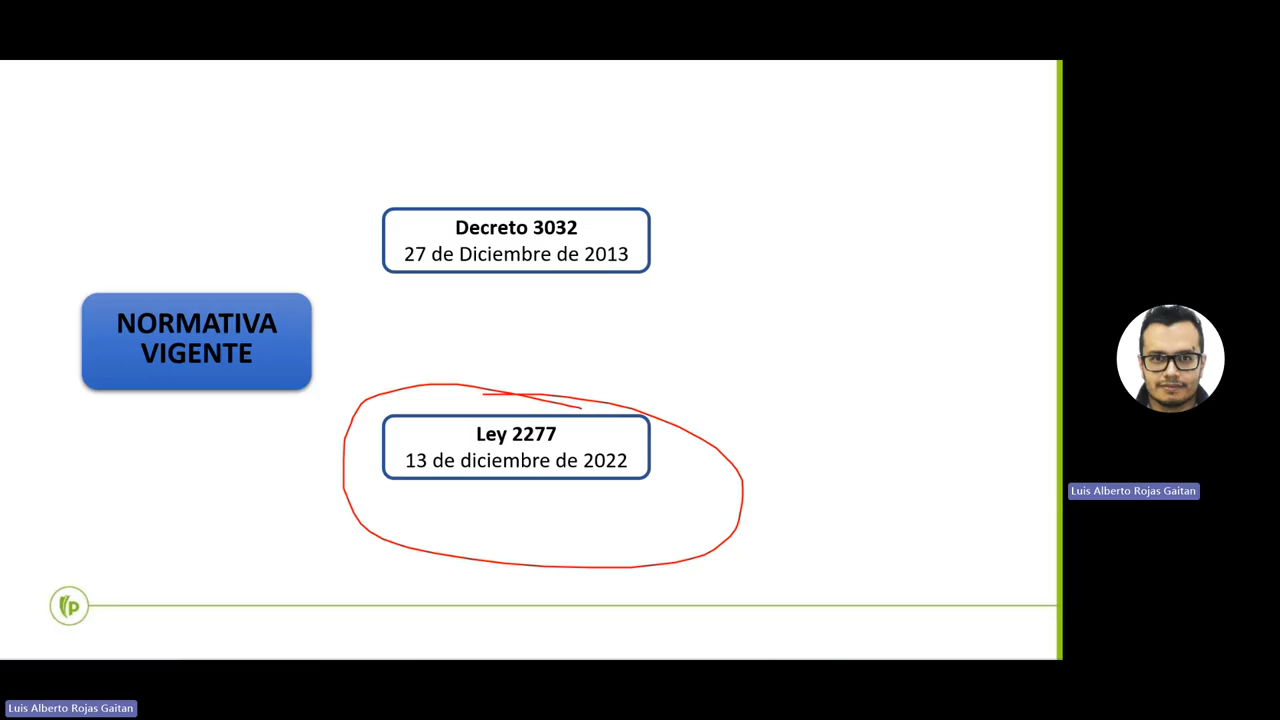 Decreto 3032
27 de Diciembre de 2013
NORMATIVA
VIGENTE
Ley 2277
13 de diciembre de 2022
Luis Alberto Rojas Gaitan
p
Luis Alberto Rojas Gaitan